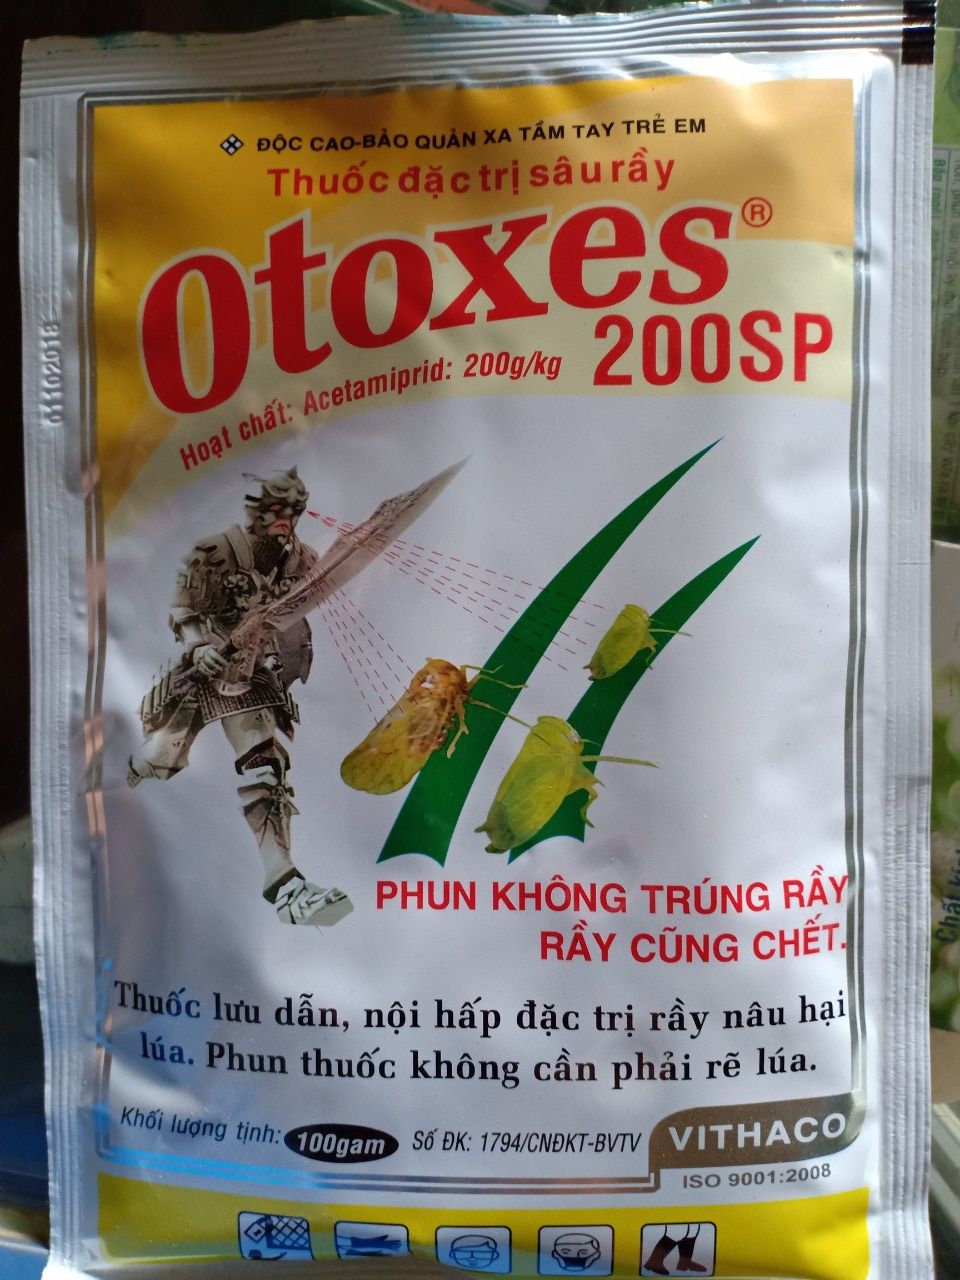 ĐỘC CAO-BẢO QUẢN XA TẦM TAY TRẺ EM
Thuốc đặc trị sâu rầy
Otoxes®
200SP
Hoạt chất: Acetamiprid: 200g/kg
01102018
PHUN KHÔNG TRÚNG RẦY
RẦY CŨNG CHẾT.
Thuốc lưu dẫn, nội hấp đặc trị rầy nâu hại
lúa. Phun thuốc không cần phải rẽ lúa.
Khối lượng tịnh: 100gam Số ĐK: 1794/CNĐKT-BVTV
VITHACO
ISO 9001:2008